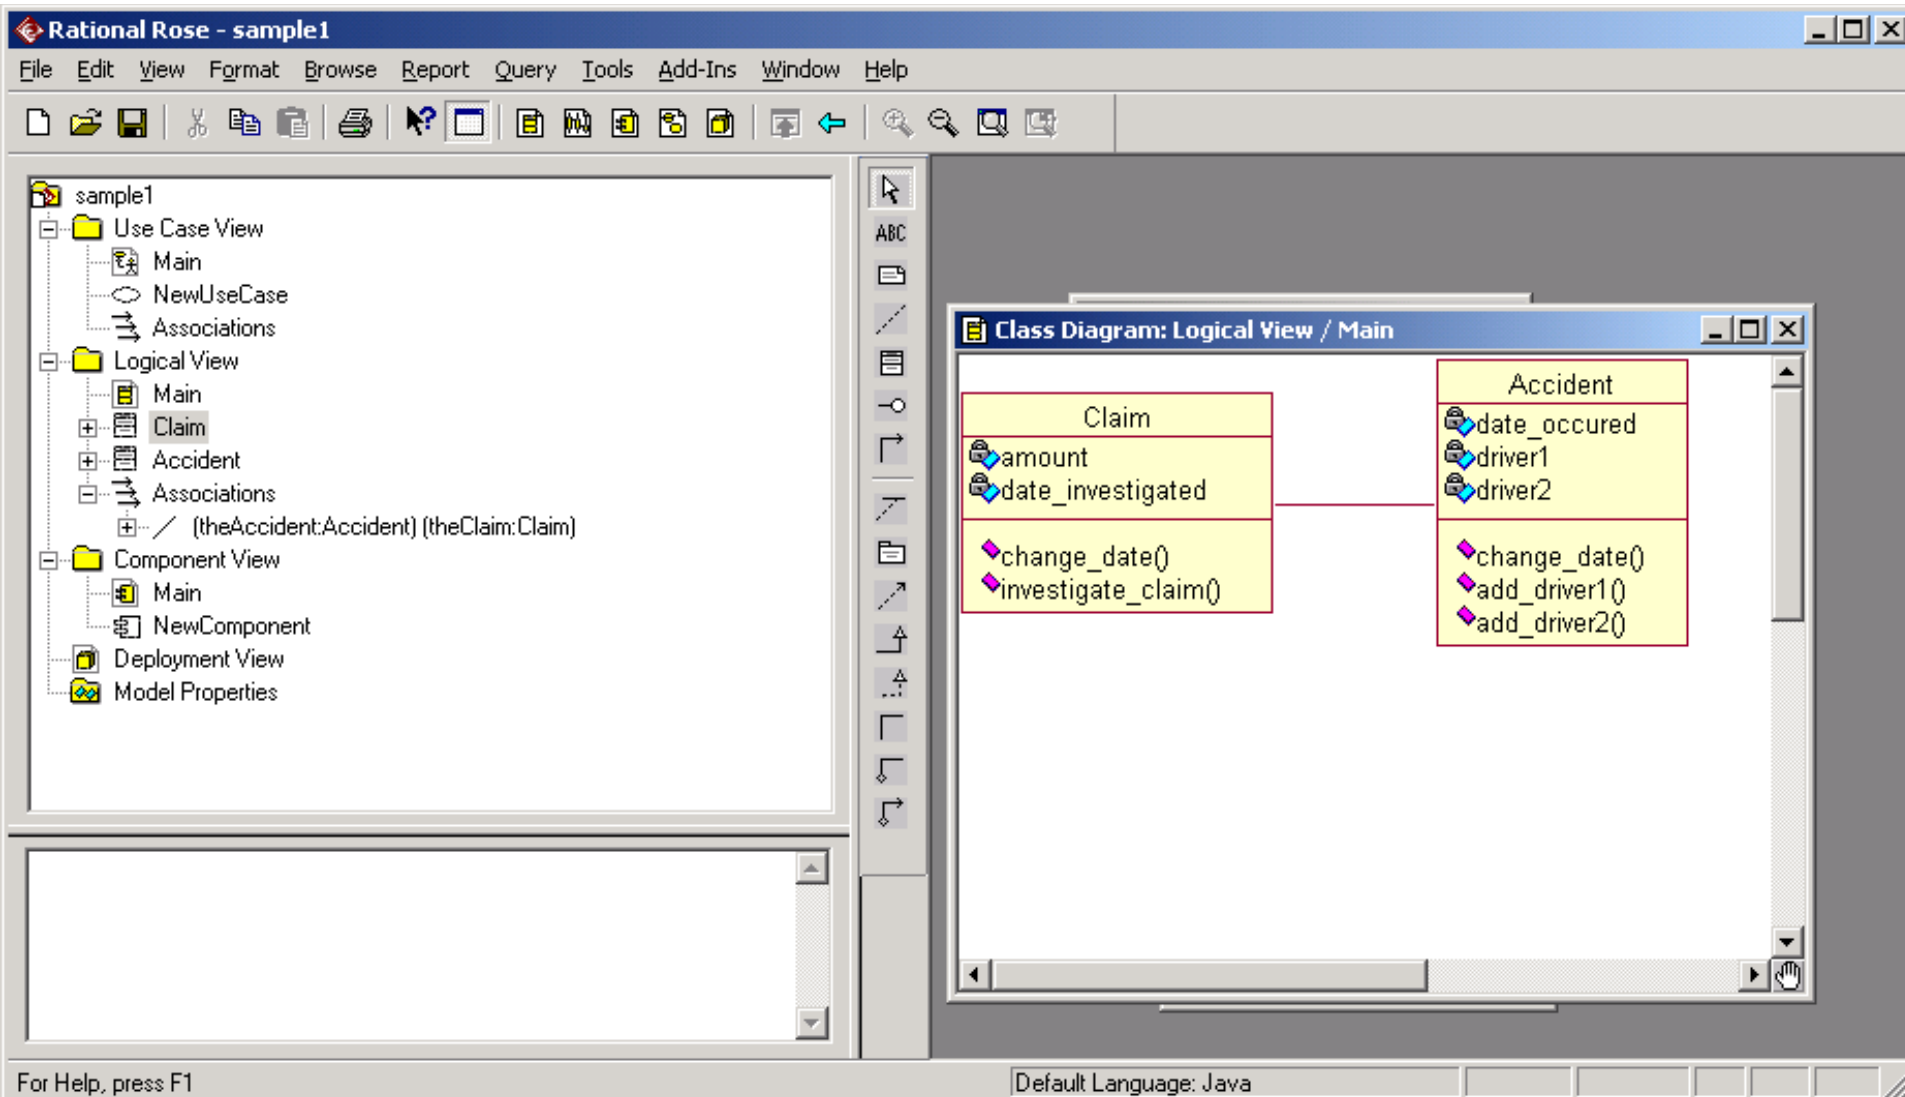 Rational Rose - sample1
File Edit View Format Browse Report Query Tools Add-Ins Window Help
sample1
Use Case View
Main
NewUseCase
Associations
Logical View
Main
Claim
Accident
Associations
(theAccident:Accident) (theClaim:Claim)
Component View
Main
NewComponent
Deployment View
Model Properties
ABC
Class Diagram: Logical View / Main
Claim
amount
date_investigated
change_date()
investigate_claim()
Accident
date_occured
driver1
driver2
change_date()
add_driver1()
add_driver2()
For Help, press F1
Default Language: Java